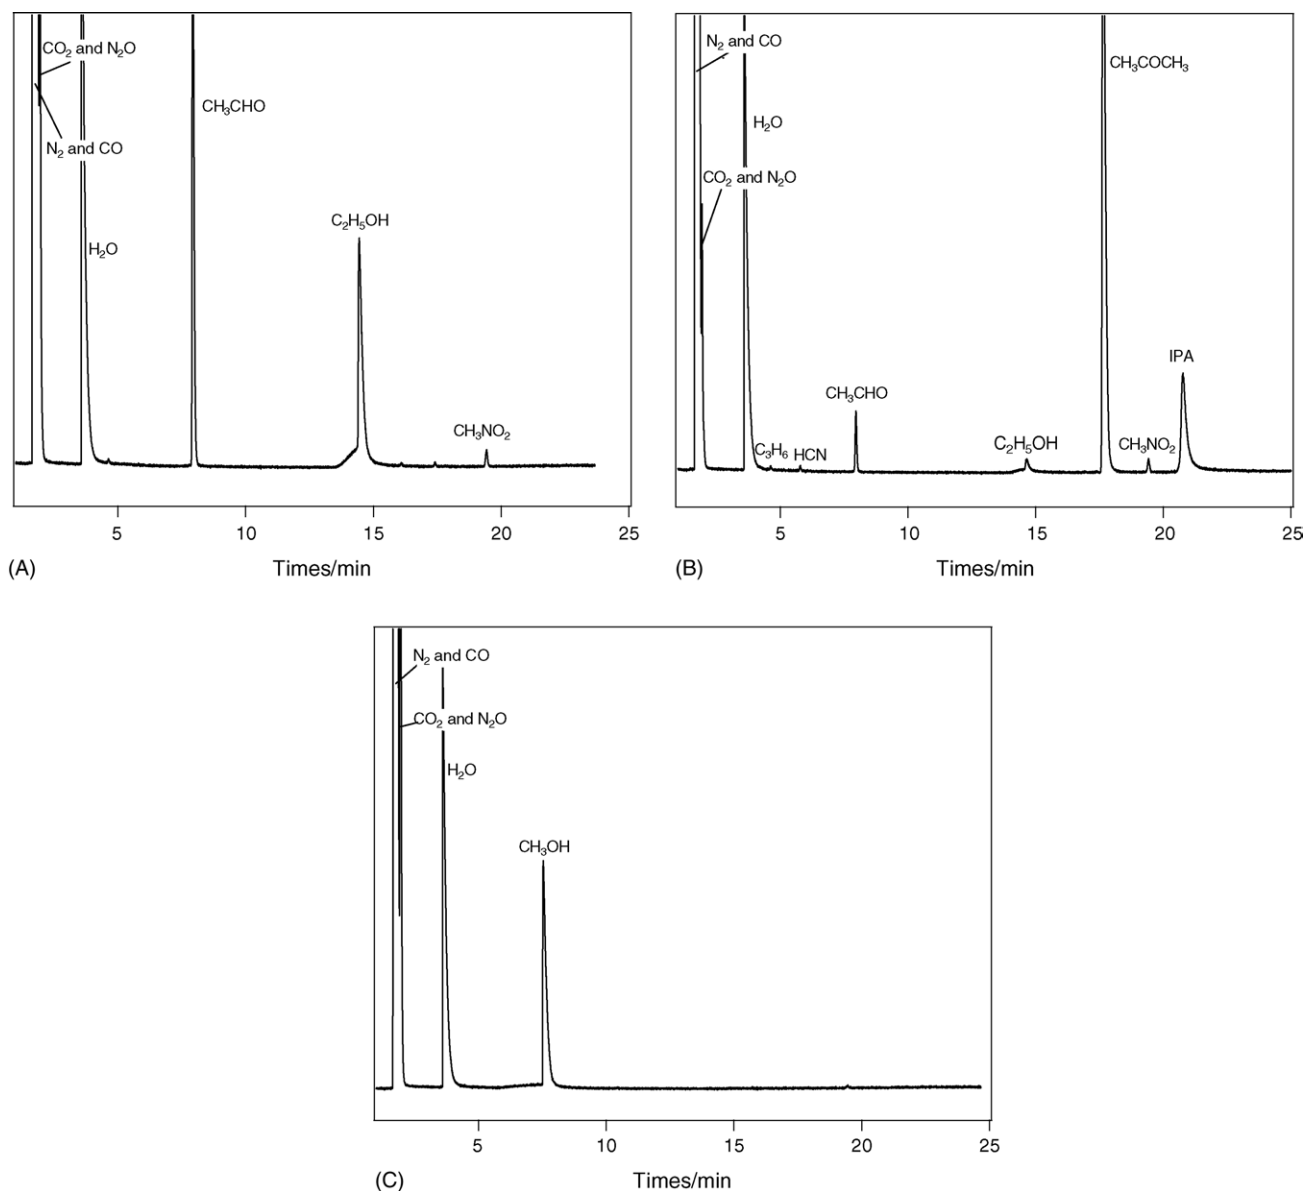 CO₂ and N₂O
N₂ and CO
H₂O
CH₃CHO
C₂H₅OH
CH₃NO₂
5 10 15 20 25
(A) Times/min
N₂ and CO
H₂O
CO₂ and N₂O
C₃H₆
HCN
CH₃CHO
C₂H₅OH
CH₃COCH₃
CH₃NO₂
IPA
5 10 15 20 25
(B) Times/min
N₂ and CO
CO₂ and N₂O
H₂O
CH₃OH
5 10 15 20 25
(C) Times/min